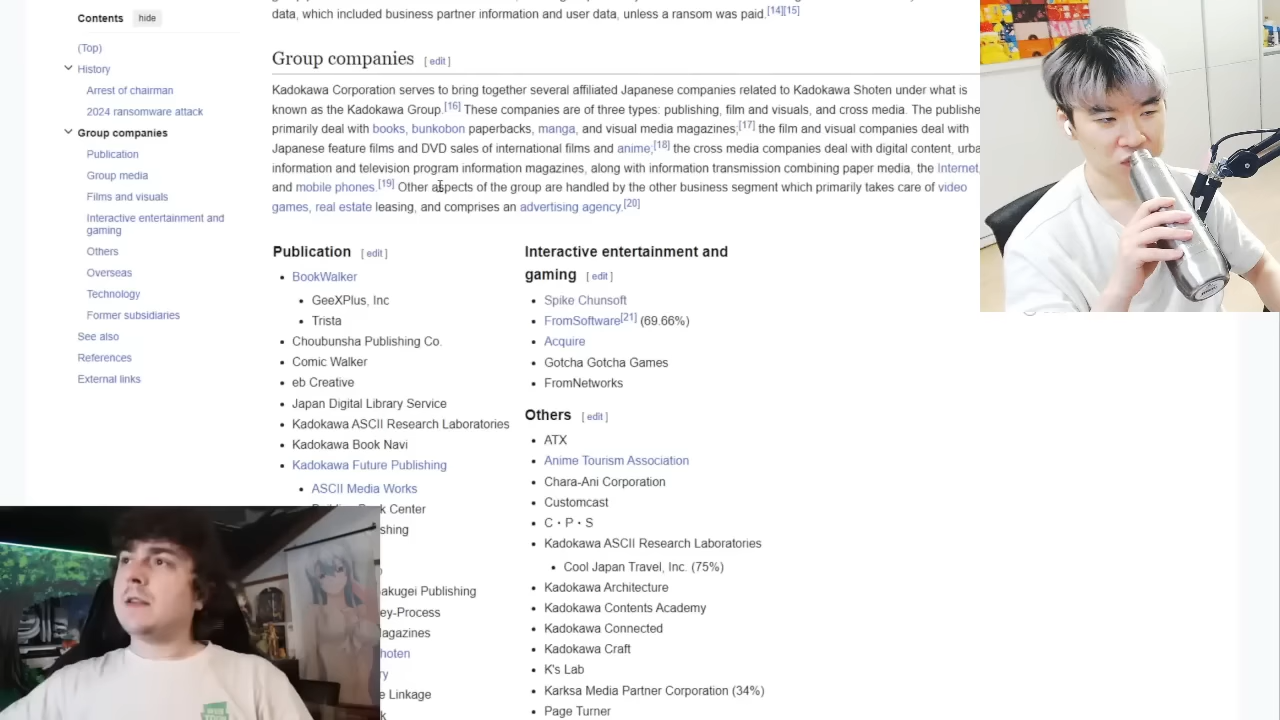 Contents hide
(Top)
History
Arrest of chairman
2024 ransomware attack
Group companies
Publication
Group media
Films and visuals
Interactive entertainment and
gaming
Others
Overseas
Technology
Former subsidiaries
See also
References
External links
data, which included business partner information and user data, unless a ransom was paid.[14][15]
Group companies [ edit ]
Kadokawa Corporation serves to bring together several affiliated Japanese companies related to Kadokawa Shoten under what is
known as the Kadokawa Group.[16] These companies are of three types: publishing, film and visuals, and cross media. The publishe
primarily deal with books, bunkobon paperbacks, manga, and visual media magazines;[17] the film and visual companies deal with
Japanese feature films and DVD sales of international films and anime;[18] the cross media companies deal with digital content, urba
information and television program information magazines, along with information transmission combining paper media, the Internet,
and mobile phones.[19] Other aspects of the group are handled by the other business segment which primarily takes care of video
games, real estate leasing, and comprises an advertising agency.[20]
Publication [ edit ]
BookWalker
GeeXPlus, Inc
Trista
Choubunsha Publishing Co.
Comic Walker
eb Creative
Japan Digital Library Service
Kadokawa ASCII Research Laboratories
Kadokawa Book Navi
Kadokawa Future Publishing
ASCII Media Works
Center
shing
akugei Publishing
ey-Process
agazines
hoten
ry
e Linkage
k
Interactive entertainment and
gaming [ edit ]
Spike Chunsoft
FromSoftware[21] (69.66%)
Acquire
Gotcha Gotcha Games
FromNetworks
Others [ edit ]
ATX
Anime Tourism Association
Chara-Ani Corporation
Customcast
C・P・S
Kadokawa ASCII Research Laboratories
Cool Japan Travel, Inc. (75%)
Kadokawa Architecture
Kadokawa Contents Academy
Kadokawa Connected
Kadokawa Craft
K's Lab
Karksa Media Partner Corporation (34%)
Page Turner